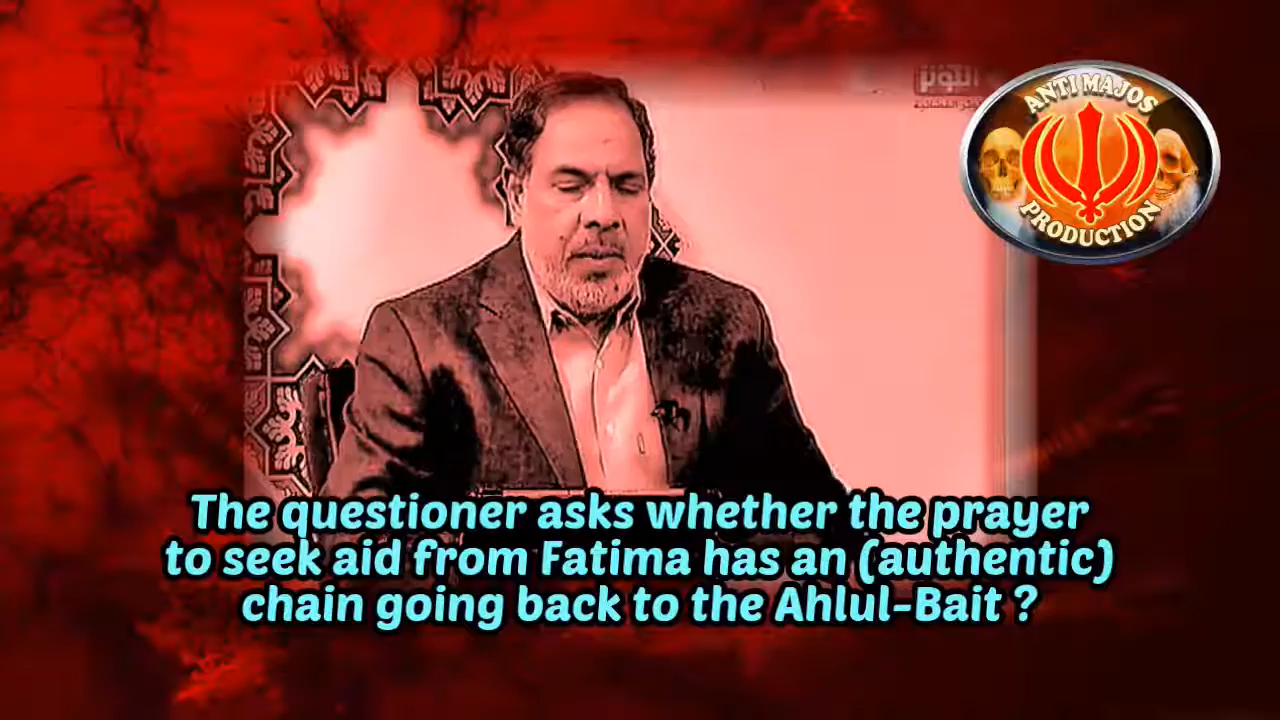 الكوثر
ANTI MAJOS
PRODUCTION
The questioner asks whether the prayer
to seek aid from Fatima has an (authentic)
chain going back to the Ahlul-Bait ?